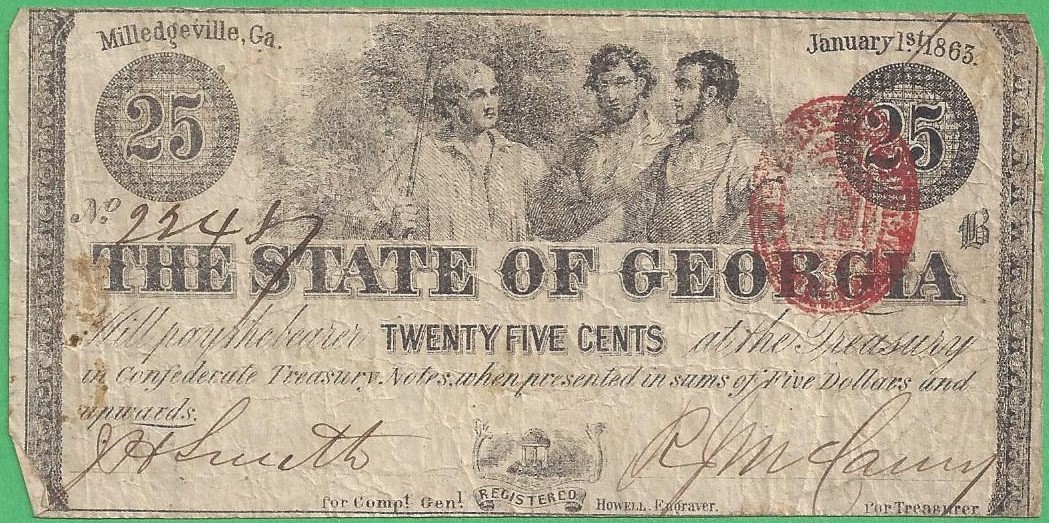 Milledgeville, Ga.
January 1st, 1863.
25
25
No 22487
B
THE STATE OF GEORGIA
Will pay the bearer TWENTY FIVE CENTS at the Treasury
in Confederate Treasury Notes, when presented in sums of Five Dollars and
upwards.
J H Smith
R J McCamy
for Compt. Genl.
REGISTERED
HOWELL. Engraver.
For Treasurer